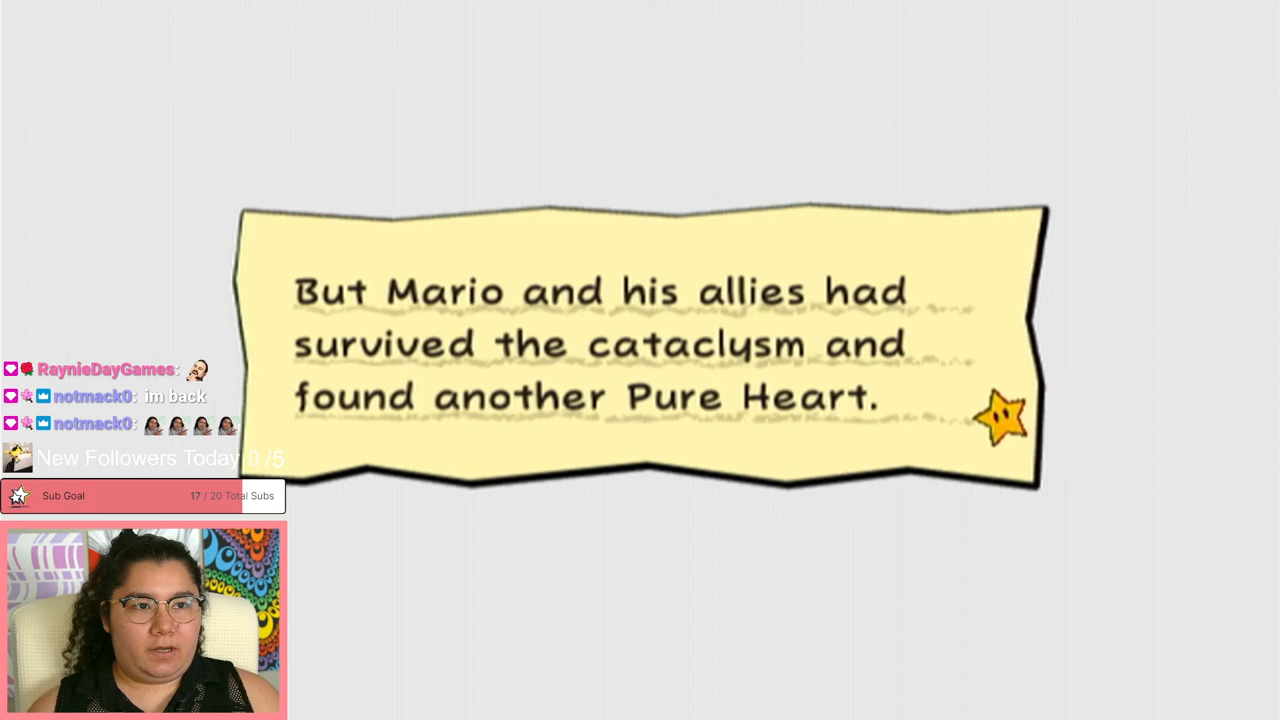 But Mario and his allies had
survived the cataclysm and
found another Pure Heart.
RaynieDayGames:
notmack0: im back
notmack0:
New Followers Today 0 /5
Sub Goal 17 / 20 Total Subs